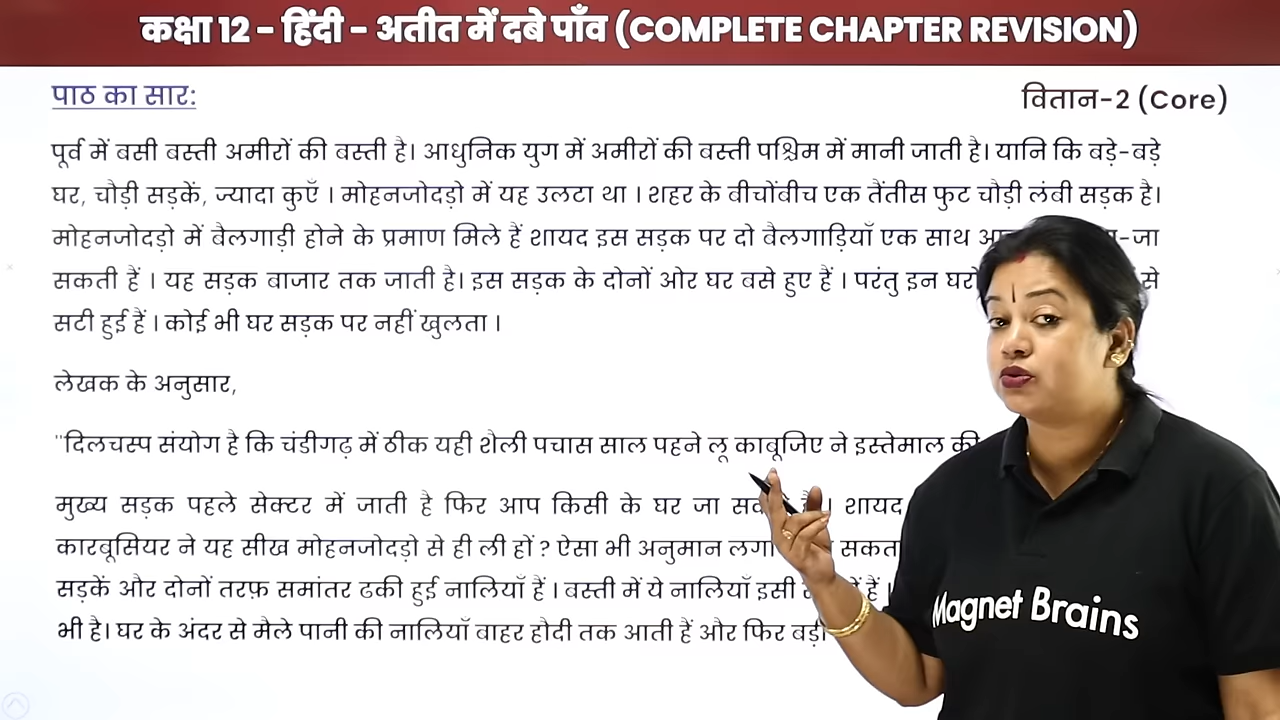 कक्षा 12 - हिंदी - अतीत में दबे पाँव (COMPLETE CHAPTER REVISION)
पाठ का सार:
वितान-2 (Core)
पूर्व में बसी बस्ती अमीरों की बस्ती है। आधुनिक युग में अमीरों की बस्ती पश्चिम में मानी जाती है। यानि कि बड़े-बड़े
घर, चौड़ी सड़कें, ज्यादा कुएँ । मोहनजोदड़ो में यह उलटा था । शहर के बीचोंबीच एक तैंतीस फुट चौड़ी लंबी सड़क है।
मोहनजोदड़ो में बैलगाड़ी होने के प्रमाण मिले हैं शायद इस सड़क पर दो बैलगाड़ियाँ एक साथ -जा
सकती हैं । यह सड़क बाजार तक जाती है। इस सड़क के दोनों ओर घर बसे हुए हैं । परंतु इन से
सटी हुई हैं । कोई भी घर सड़क पर नहीं खुलता ।
लेखक के अनुसार,
"दिलचस्प संयोग है कि चंडीगढ़ में ठीक यही शैली पचास साल पहने लू काबूजिए ने इस्तेमाल की
मुख्य सड़क पहले सेक्टर में जाती है फिर आप किसी के घर जा । शायद
कारबूसियर ने यह सीख मोहनजोदड़ो से ही ली हों ? ऐसा भी अनुमान सकता
सड़कें और दोनों तरफ़ समांतर ढकी हुई नालियाँ हैं । बस्ती में ये नालियाँ इसी हैं ।
भी है। घर के अंदर से मैले पानी की नालियाँ बाहर हौदी तक आती हैं और फिर
Magnet Brains